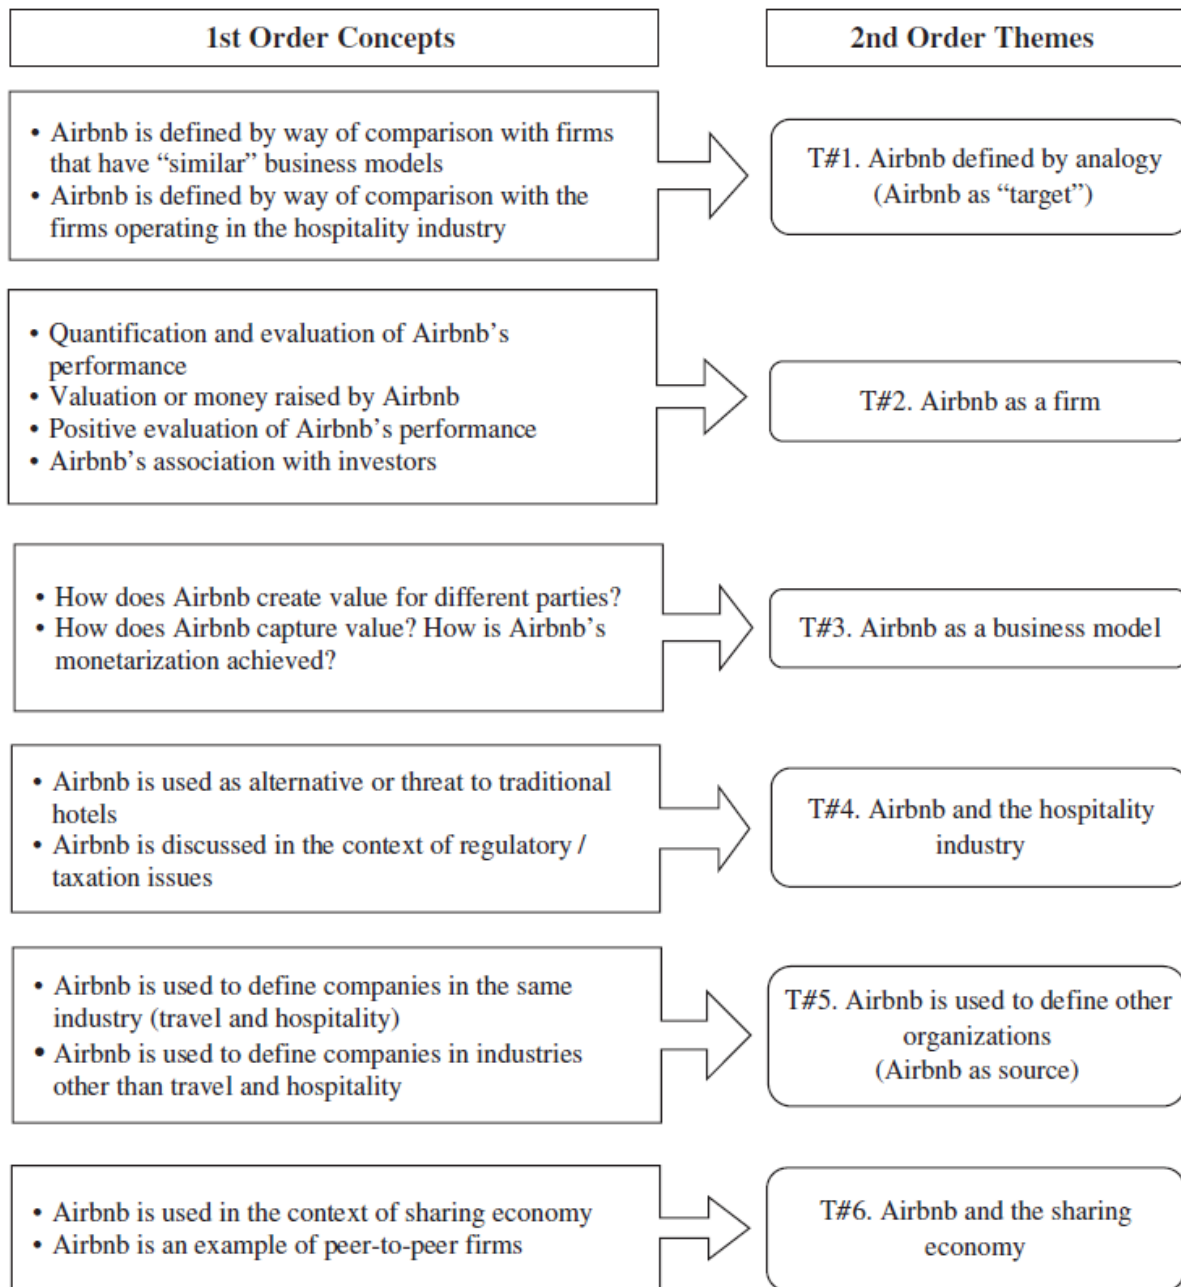 1st Order Concepts
2nd Order Themes
• Airbnb is defined by way of comparison with firms
that have “similar” business models
• Airbnb is defined by way of comparison with the
firms operating in the hospitality industry
T#1. Airbnb defined by analogy
(Airbnb as “target”)
• Quantification and evaluation of Airbnb’s
performance
• Valuation or money raised by Airbnb
• Positive evaluation of Airbnb’s performance
• Airbnb’s association with investors
T#2. Airbnb as a firm
• How does Airbnb create value for different parties?
• How does Airbnb capture value? How is Airbnb’s
monetarization achieved?
T#3. Airbnb as a business model
• Airbnb is used as alternative or threat to traditional
hotels
• Airbnb is discussed in the context of regulatory /
taxation issues
T#4. Airbnb and the hospitality
industry
• Airbnb is used to define companies in the same
industry (travel and hospitality)
• Airbnb is used to define companies in industries
other than travel and hospitality
T#5. Airbnb is used to define other
organizations
(Airbnb as source)
• Airbnb is used in the context of sharing economy
• Airbnb is an example of peer-to-peer firms
T#6. Airbnb and the sharing
economy